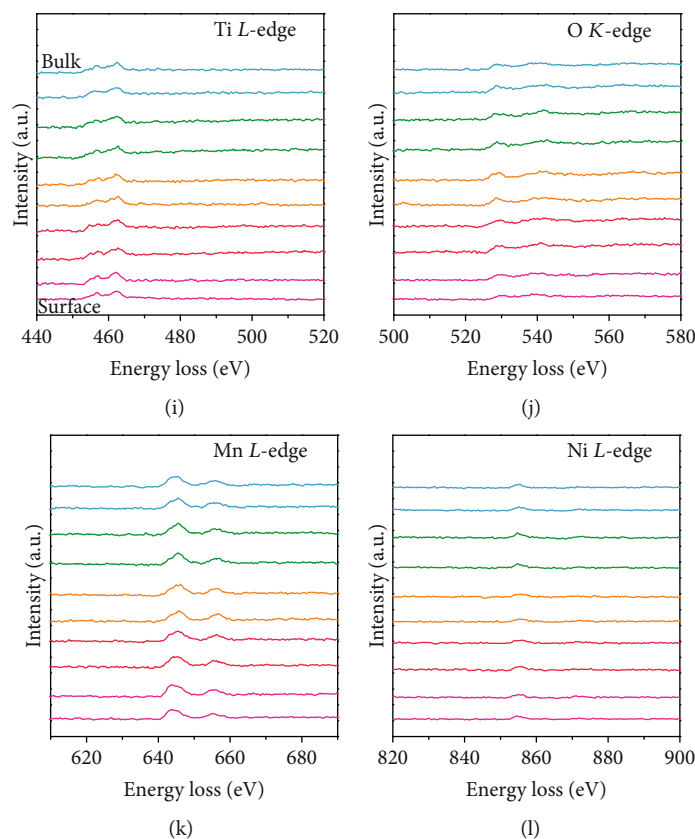 Ti L-edge
Bulk
Surface
Intensity (a.u.)
440 460 480 500 520
Energy loss (eV)
(i)
O K-edge
Intensity (a.u.)
500 520 540 560 580
Energy loss (eV)
(j)
Mn L-edge
Intensity (a.u.)
620 640 660 680
Energy loss (eV)
(k)
Ni L-edge
Intensity (a.u.)
820 840 860 880 900
Energy loss (eV)
(l)